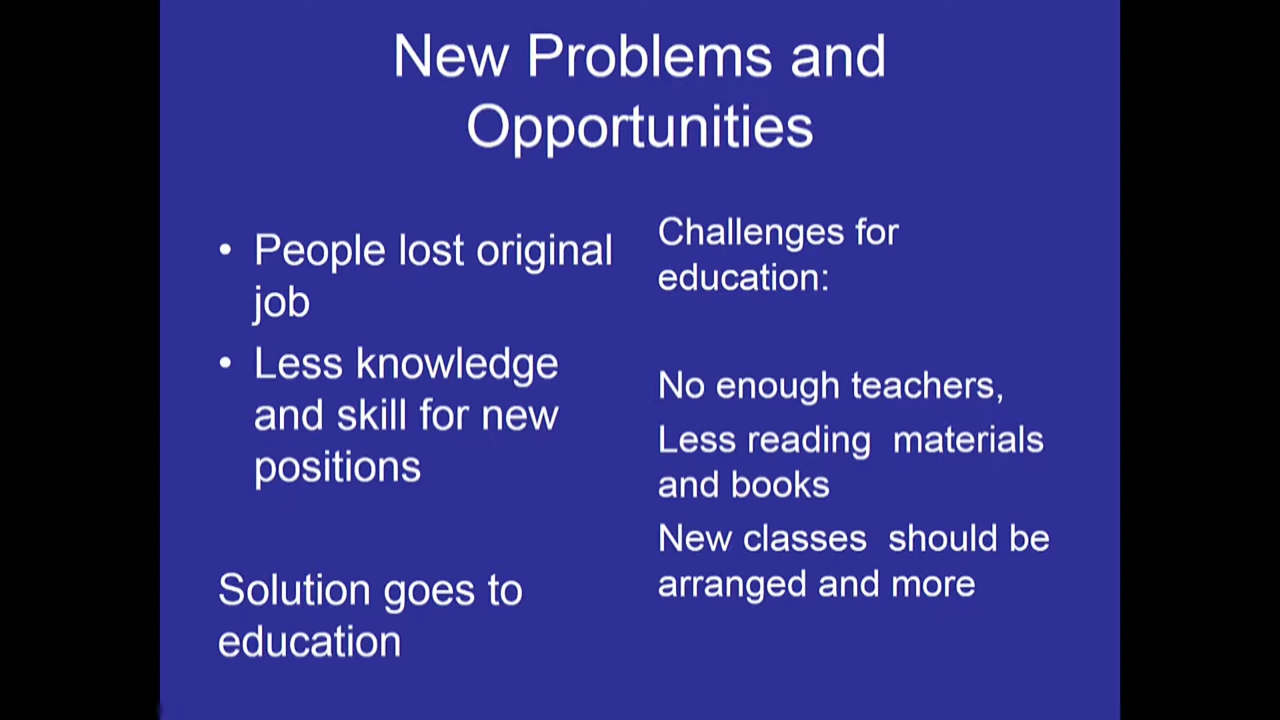 New Problems and
Opportunities
• People lost original
job
• Less knowledge
and skill for new
positions
Solution goes to
education
Challenges for
education:
No enough teachers,
Less reading materials
and books
New classes should be
arranged and more